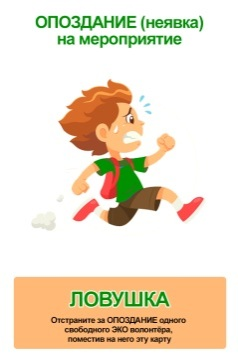 ОПОЗДАНИЕ (неявка)
на мероприятие
ЛОВУШКА
Отстраните за ОПОЗДАНИЕ одного
свободного ЭКО волонтёра,
поместив на него эту карту